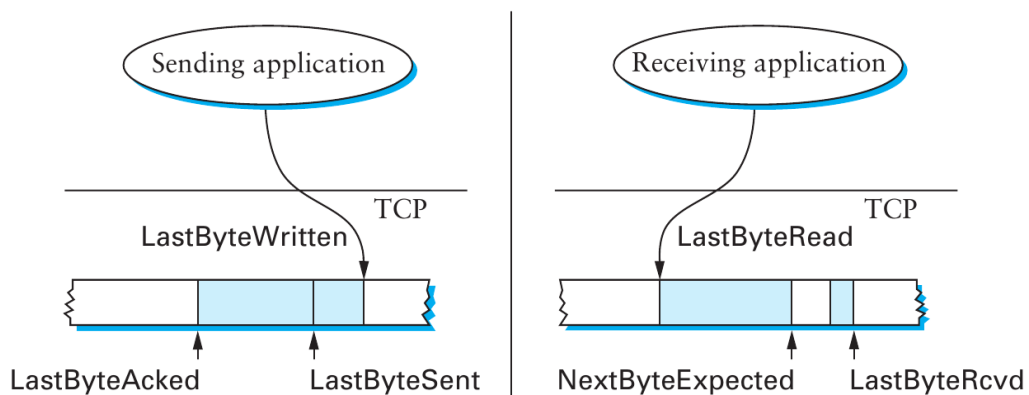 Sending application
TCP
LastByteWritten
LastByteAcked
LastByteSent
Receiving application
TCP
LastByteRead
NextByteExpected
LastByteRcvd